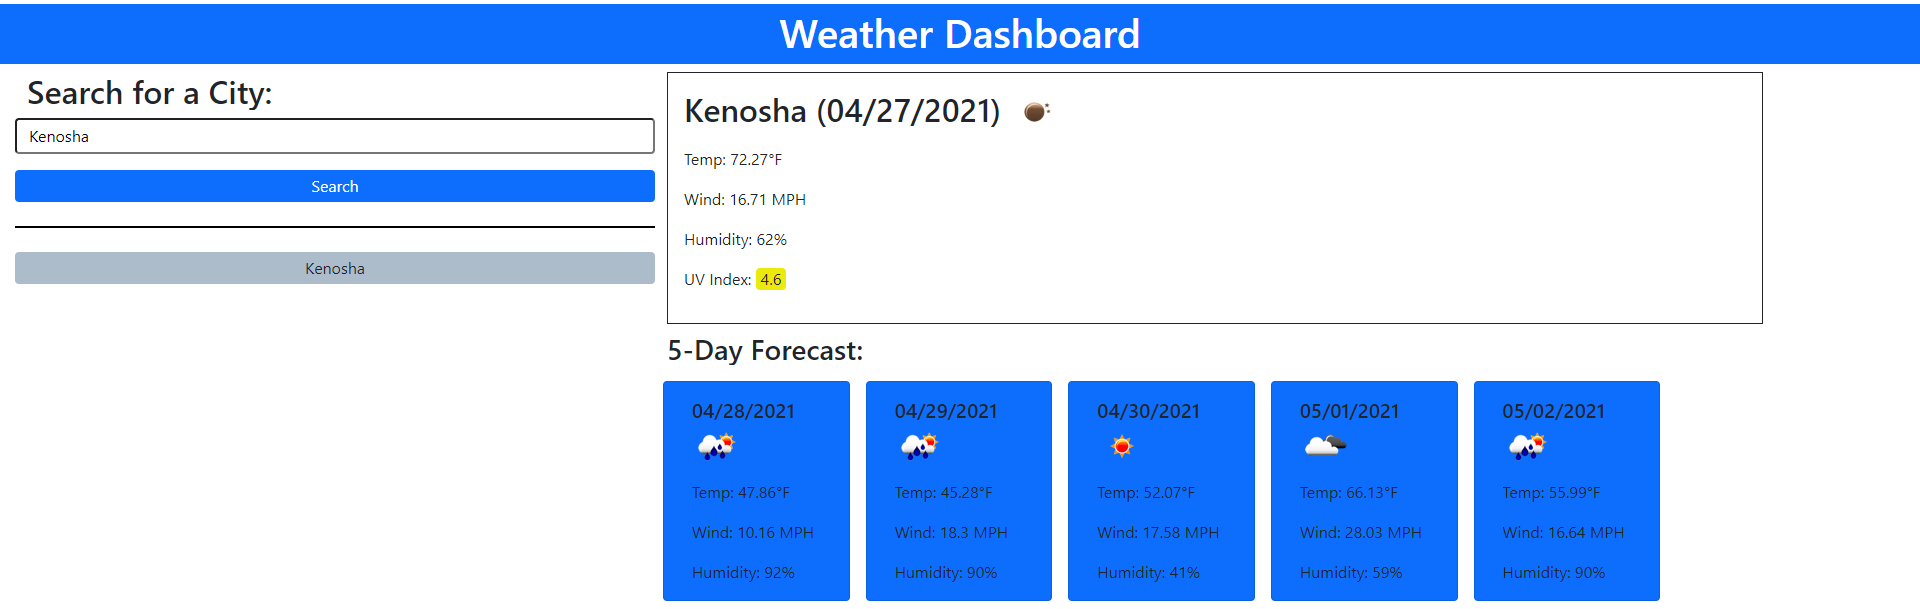 Weather Dashboard
Search for a City:
Kenosha
Search
Kenosha
Kenosha (04/27/2021)
Temp: 72.27°F
Wind: 16.71 MPH
Humidity: 62%
UV Index: 4.6
5-Day Forecast:
04/28/2021
Temp: 47.86°F
Wind: 10.16 MPH
Humidity: 92%
04/29/2021
Temp: 45.28°F
Wind: 18.3 MPH
Humidity: 90%
04/30/2021
Temp: 52.07°F
Wind: 17.58 MPH
Humidity: 41%
05/01/2021
Temp: 66.13°F
Wind: 28.03 MPH
Humidity: 59%
05/02/2021
Temp: 55.99°F
Wind: 16.64 MPH
Humidity: 90%